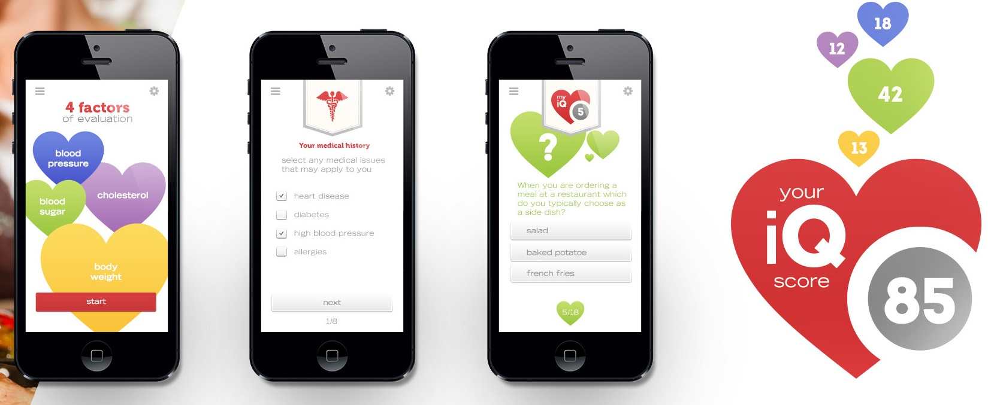 4 factors
of evaluation
blood
pressure
cholesterol
blood
sugar
body
weight
start
Your medical history
select any medical issues
that may apply to you
heart disease
diabetes
high blood pressure
allergies
next
1/8
my
iQ
5
?
When you are ordering a
meal at a restaurant which
do you typically choose as
a side dish?
salad
baked potatoe
french fries
5/18
18
12
42
13
your
iQ
score
85